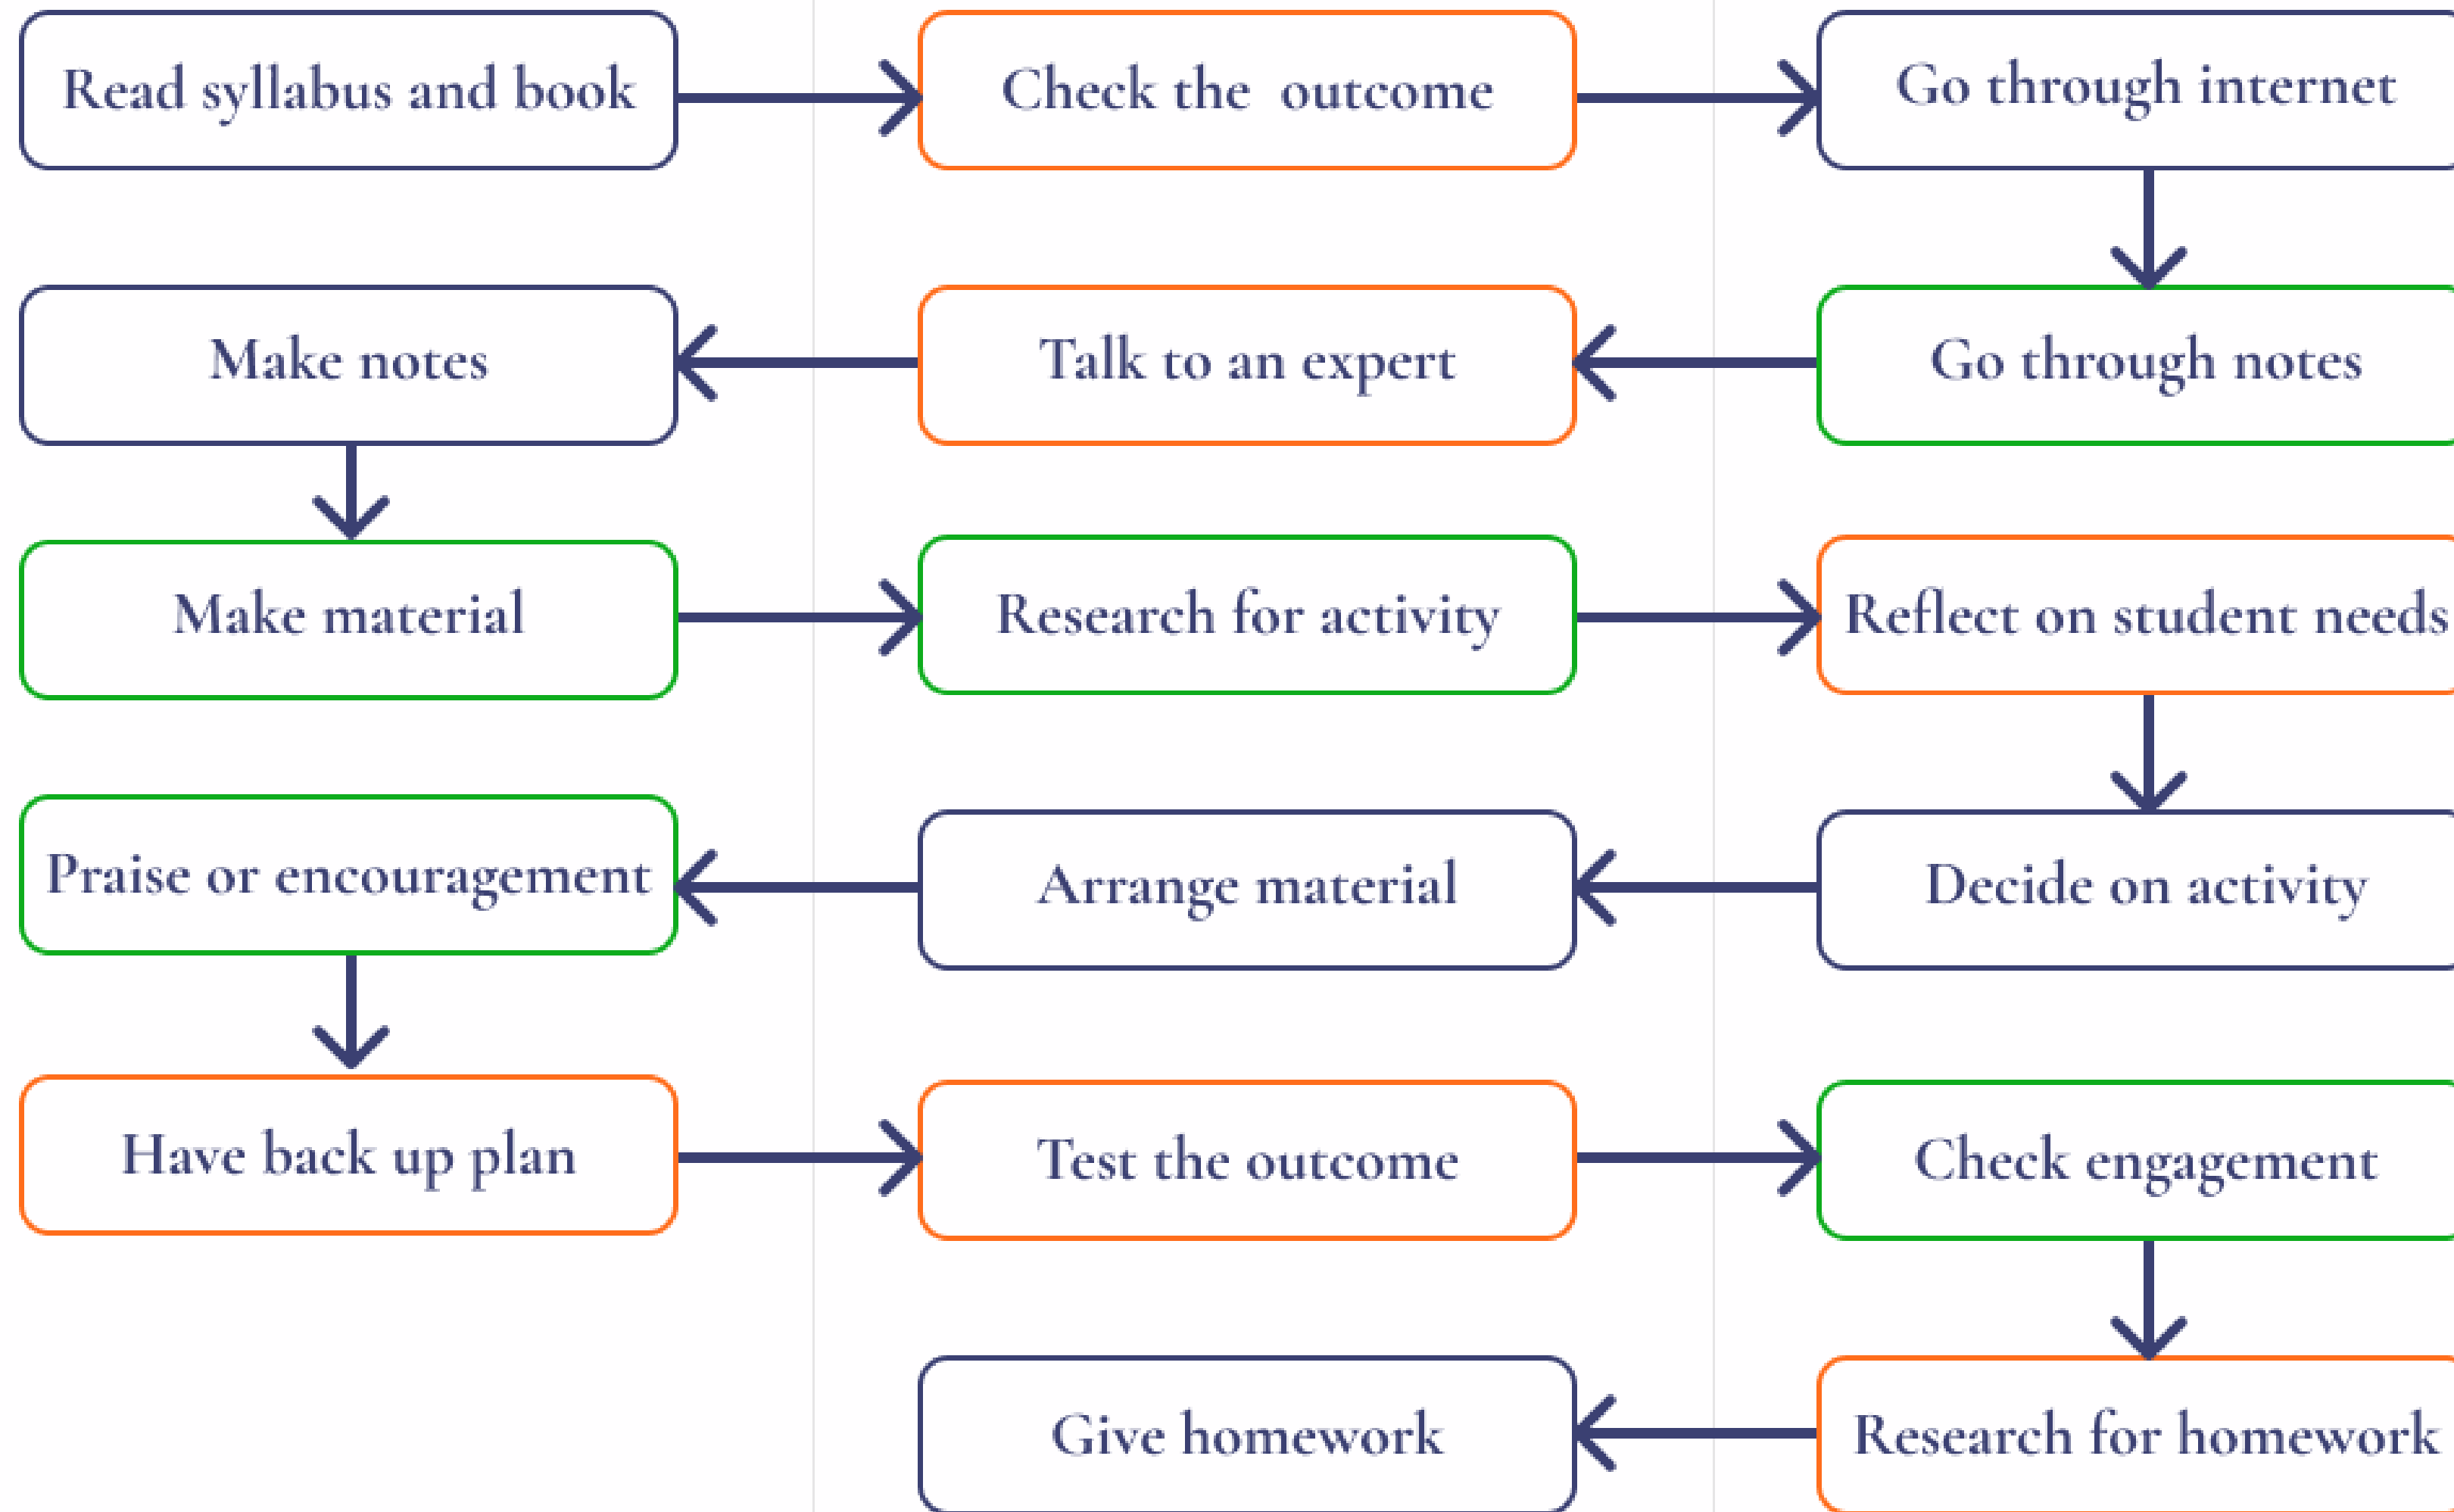 Read syllabus and book
Check the  outcome
Go through internet
Make notes
Talk to an expert
Go through notes
Make material
Research for activity
Reflect on student needs
Praise or encouragement
Arrange material
Decide on activity
Have back up plan
Test the outcome
Check engagement
Give homework
Research for homework